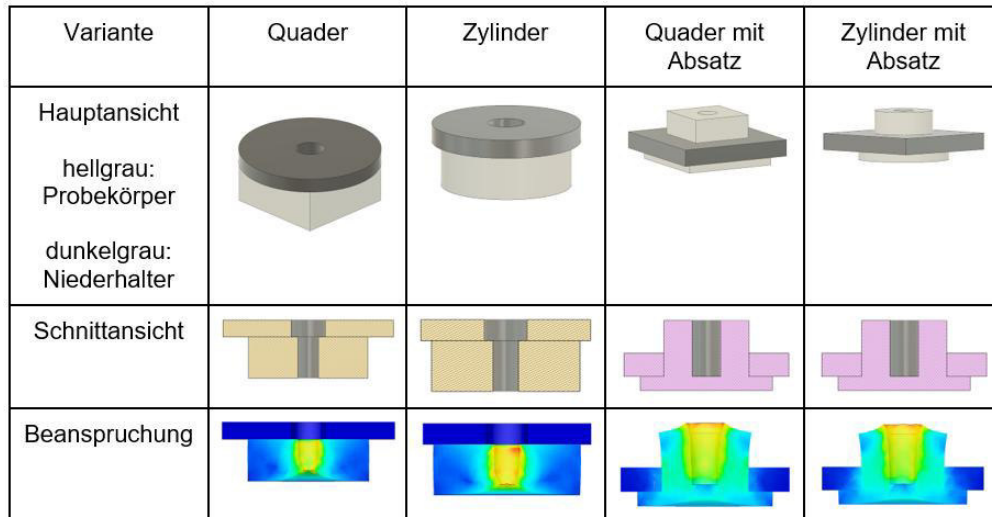 Variante
Quader
Zylinder
Quader mit
Absatz
Zylinder mit
Absatz
Hauptansicht
hellgrau:
Probekörper
dunkelgrau:
Niederhalter
Schnittansicht
Beanspruchung